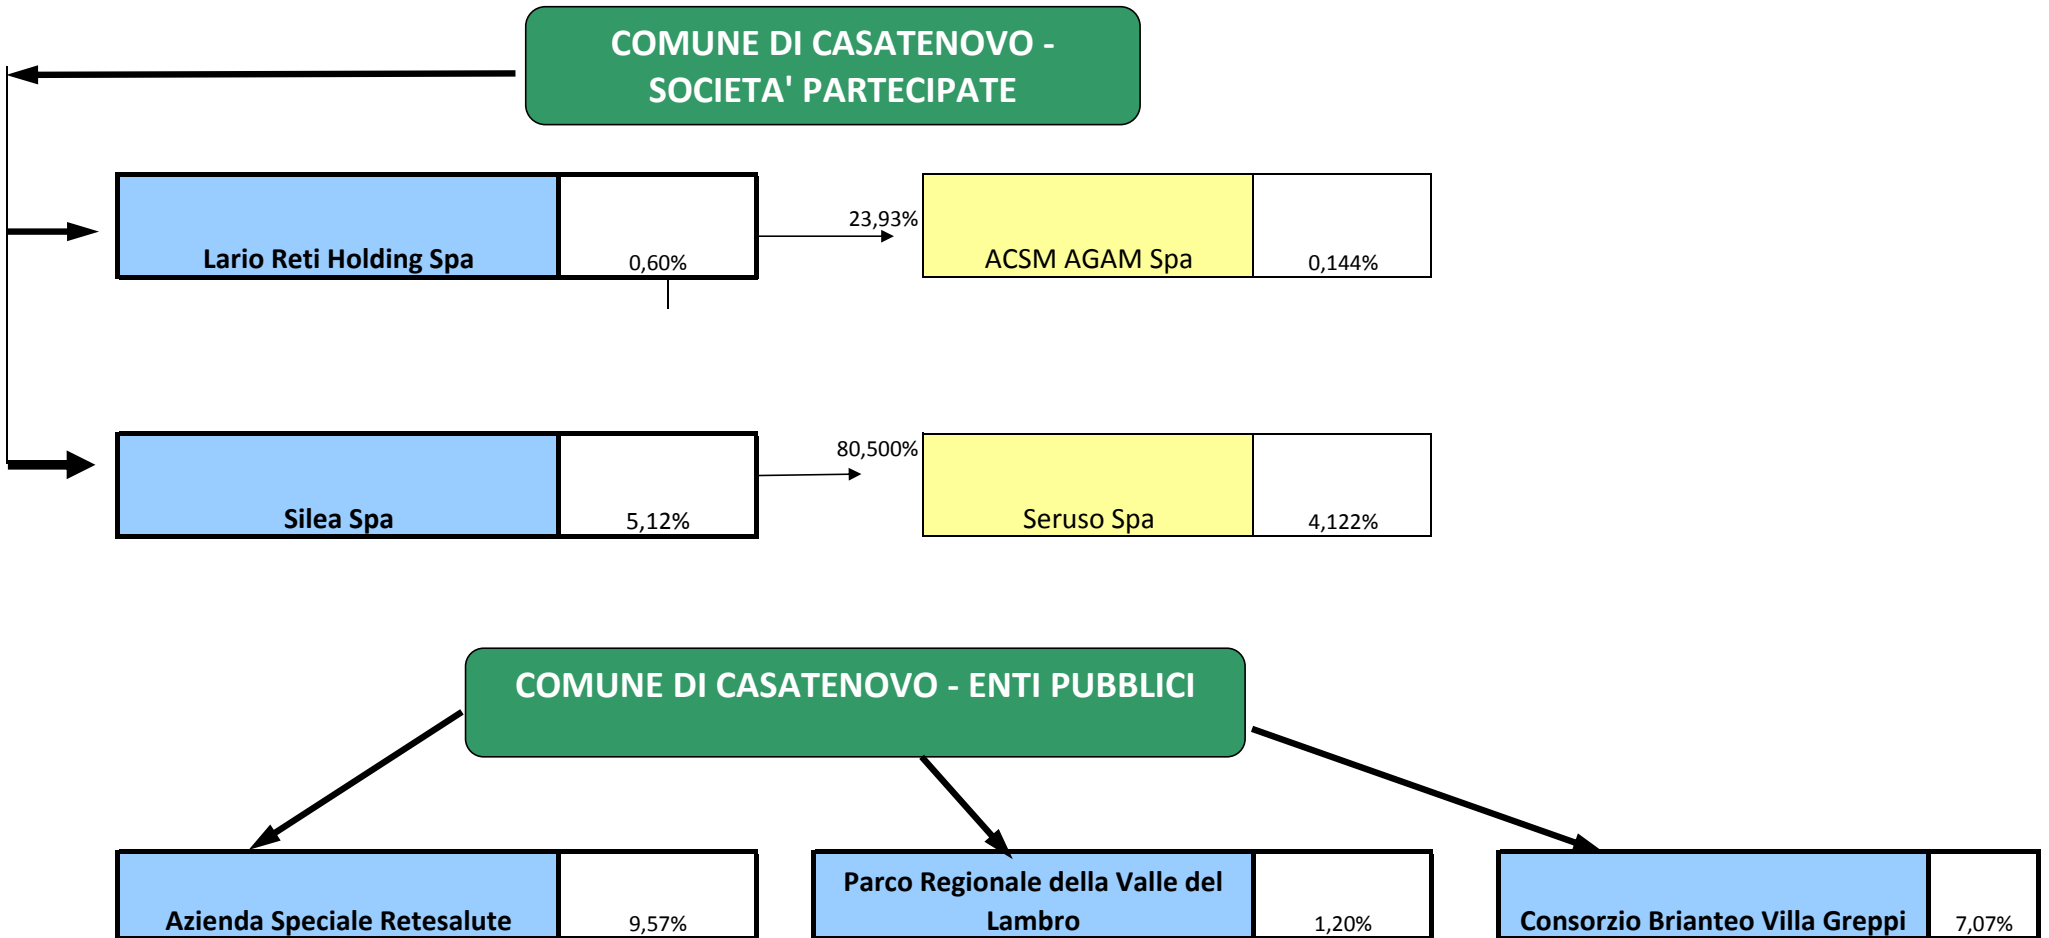 COMUNE DI CASATENOVO -
SOCIETA' PARTECIPATE
Lario Reti Holding Spa
0,60%
23,93%
ACSM AGAM Spa
0,144%
Silea Spa
5,12%
80,500%
Seruso Spa
4,122%
COMUNE DI CASATENOVO - ENTI PUBBLICI
Azienda Speciale Retesalute
9,57%
Parco Regionale della Valle del
Lambro
1,20%
Consorzio Brianteo Villa Greppi
7,07%